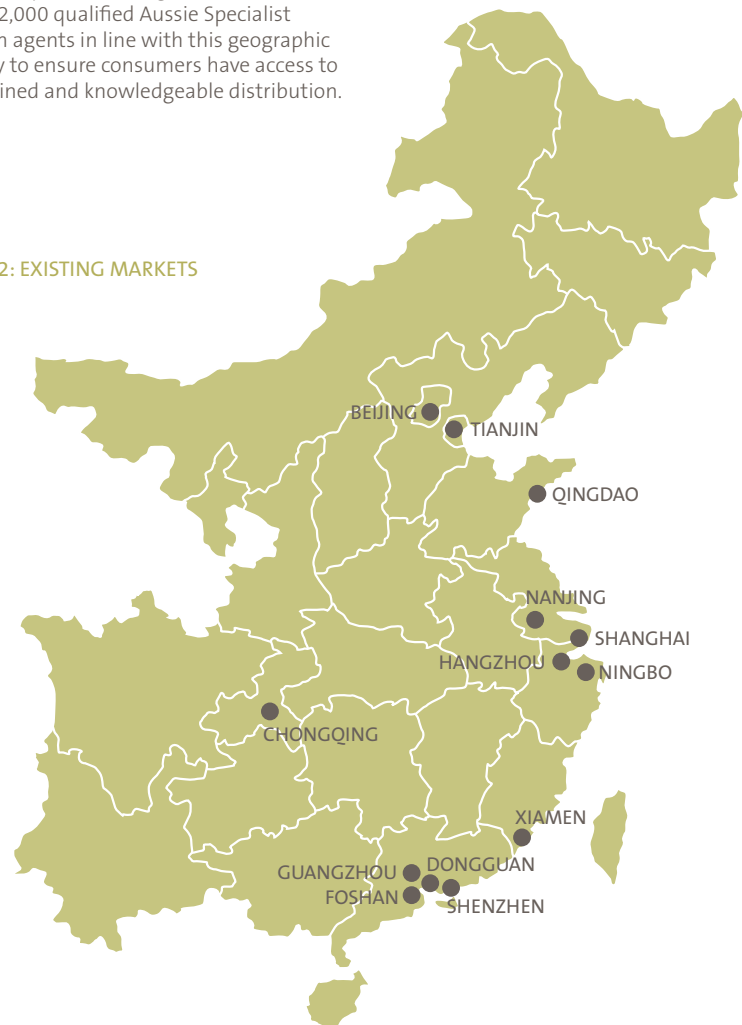 2,000 qualified Aussie Specialist
agents in line with this geographic
to ensure consumers have access to
and knowledgeable distribution.
2: EXISTING MARKETS
BEIJING
TIANJIN
QINGDAO
NANJING
SHANGHAI
HANGZHOU
NINGBO
CHONGQING
XIAMEN
GUANGZHOU
DONGGUAN
FOSHAN
SHENZHEN